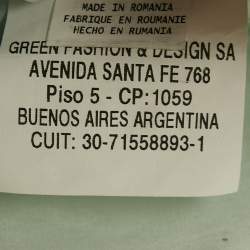 MADE IN ROMANIA
FABRIQUE EN ROUMANIE
HECHO EN RUMANIA
GREEN FASHION & DESIGN SA
AVENIDA SANTA FE 768
Piso 5 - CP:1059
BUENOS AIRES ARGENTINA
CUIT: 30-71558893-1